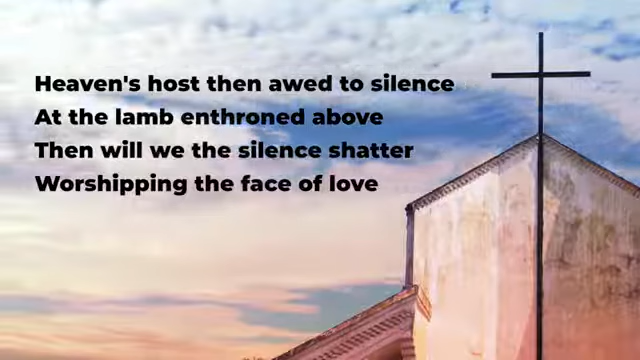 Heaven's host then awed to silence
At the lamb enthroned above
Then will we the silence shatter
Worshipping the face of love